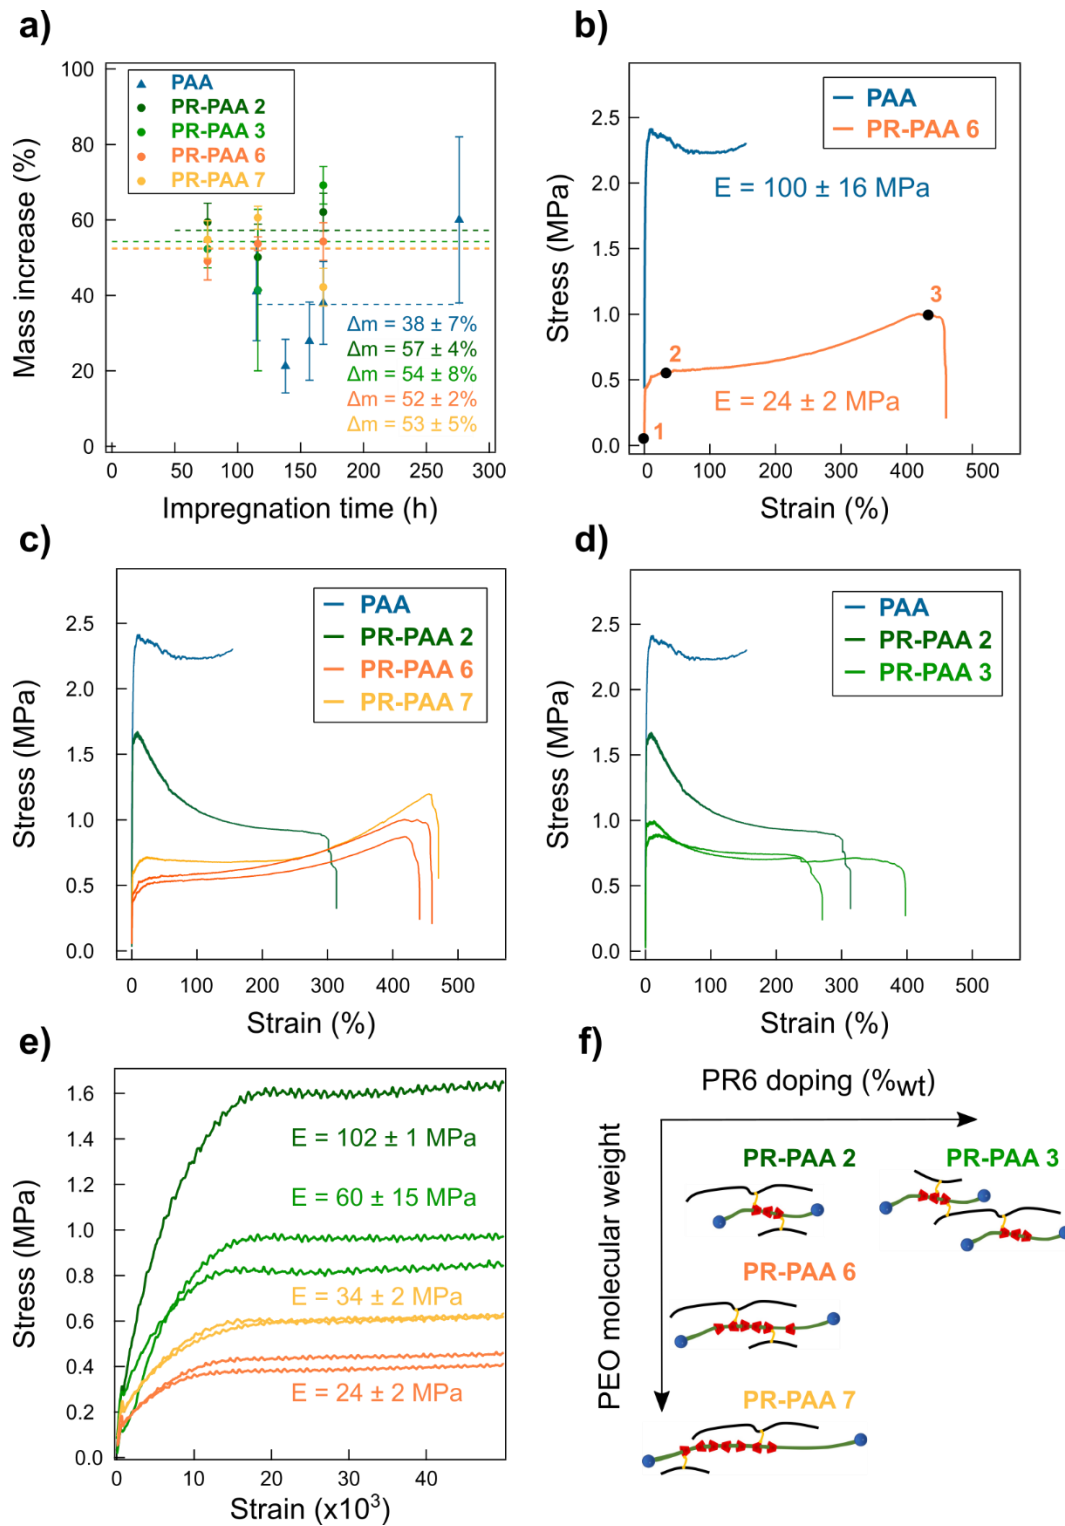 a)
Mass increase (%)
100
80
60
40
20
0
PAA
PR-PAA 2
PR-PAA 3
PR-PAA 6
PR-PAA 7
Δm = 38 ± 7%
Δm = 57 ± 4%
Δm = 54 ± 8%
Δm = 52 ± 2%
Δm = 53 ± 5%
0 50 100 150 200 250 300
Impregnation time (h)
b)
Stress (MPa)
2.5
2.0
1.5
1.0
0.5
0.0
PAA
PR-PAA 6
E = 100 ± 16 MPa
3
2
E = 24 ± 2 MPa
1
0 100 200 300 400 500
Strain (%)
c)
Stress (MPa)
2.5
2.0
1.5
1.0
0.5
0.0
PAA
PR-PAA 2
PR-PAA 6
PR-PAA 7
0 100 200 300 400 500
Strain (%)
d)
Stress (MPa)
2.5
2.0
1.5
1.0
0.5
0.0
PAA
PR-PAA 2
PR-PAA 3
0 100 200 300 400 500
Strain (%)
e)
Stress (MPa)
1.6
1.4
1.2
1.0
0.8
0.6
0.4
0.2
0.0
E = 102 ± 1 MPa
E = 60 ± 15 MPa
E = 34 ± 2 MPa
E = 24 ± 2 MPa
0 10 20 30 40
Strain (x10³)
f)
PR6 doping (%wt)
PEO molecular weight
PR-PAA 2
PR-PAA 3
PR-PAA 6
PR-PAA 7